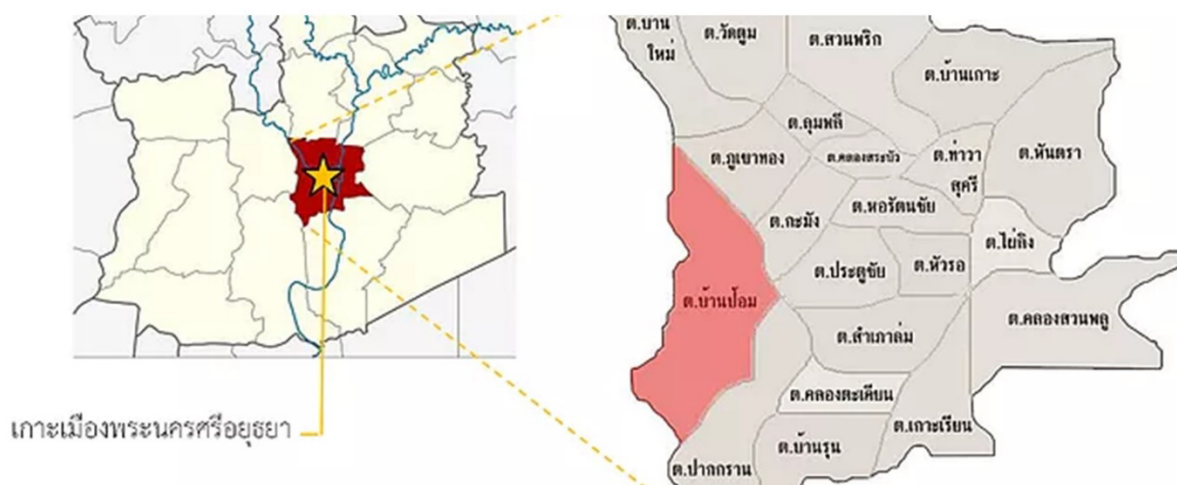 ต.บ้าน
ใหม่
ต.วัดตูม
ต.สวนพริก
ต.บ้านเกาะ
ต.ลุมพลี
ต.ภูเขาทอง
ต.คลองสระบัว
ต.ท่าวา
สุครี
ต.หันตรา
ต.กะมัง
ต.หอรัตนชัย
ต.ไผ่ลิง
ต.ประตูชัย
ต.หัวรอ
ต.บ้านป้อม
ต.คลองสวนพลู
ต.สำเภาล่ม
ต.คลองตะเคียน
ต.เกาะเรียน
ต.บ้านรุน
ต.ปากกราน
เกาะเมืองพระนครศรีอยุธยา